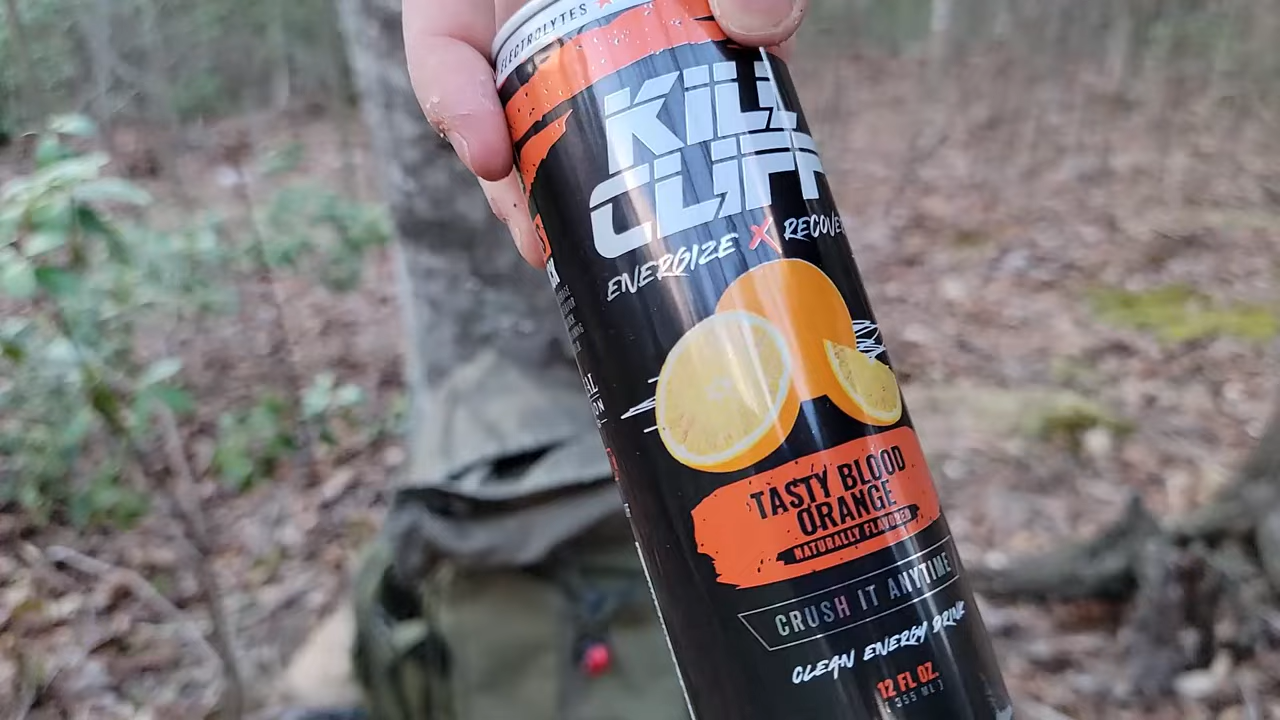 ELECTROLYTES
KILL
CLIFF
ENERGIZE X RECOVER
TASTY BLOOD
ORANGE
NATURALLY FLAVORED
CRUSH IT ANYTIME
CLEAN ENERGY DRINK
12 FL OZ.
( 355 ML )